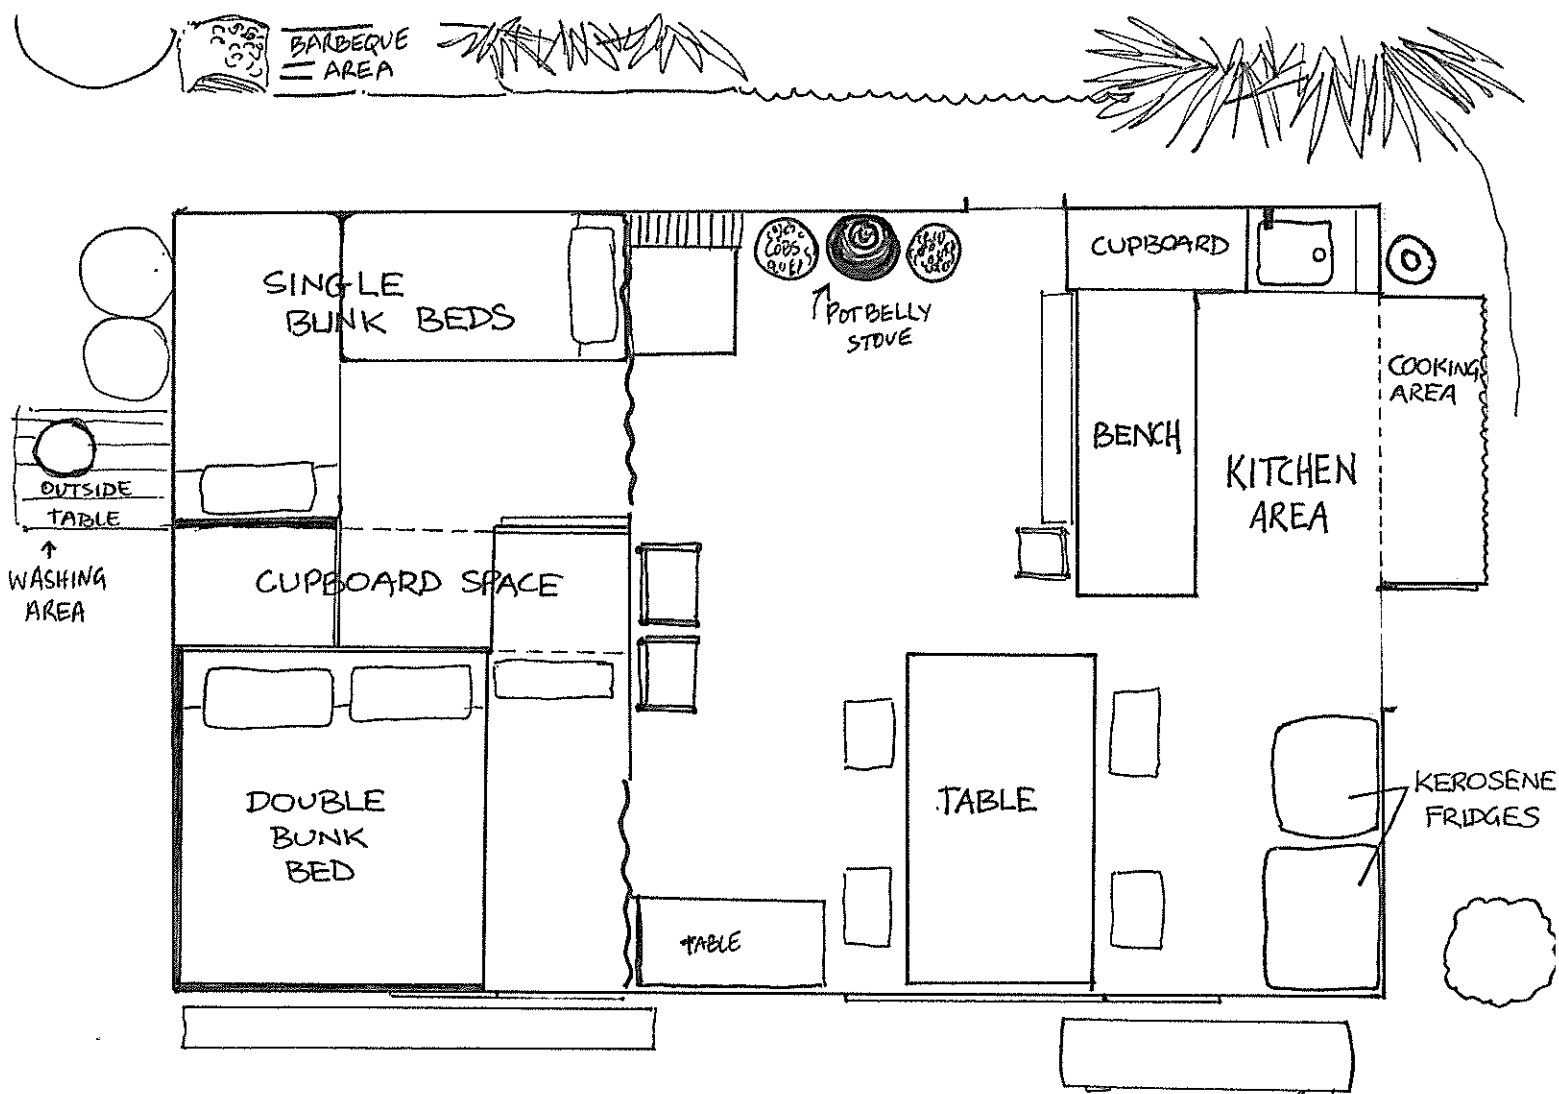 BARBEQUE
AREA
SINGLE
BUNK BEDS
COBS
POTBELLY
STOVE
CUPBOARD
COOKING
AREA
BENCH
KITCHEN
AREA
OUTSIDE
TABLE
WASHING
AREA
CUPBOARD SPACE
DOUBLE
BUNK
BED
TABLE
TABLE
KEROSENE
FRIDGES